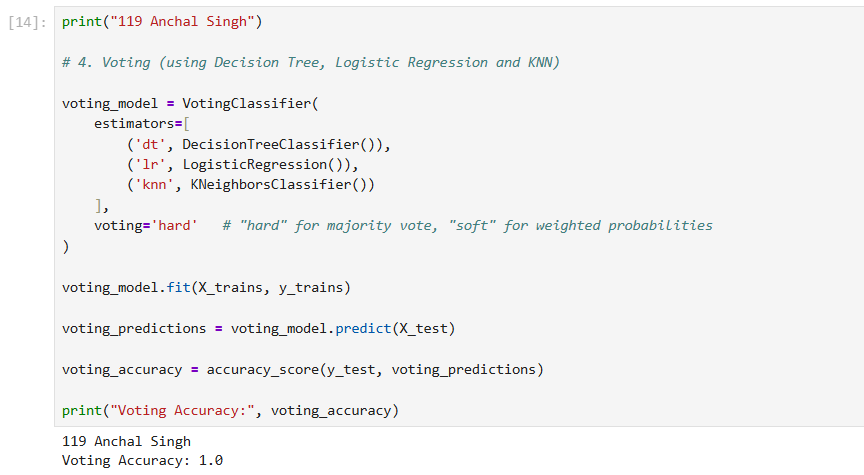 [14]: print("119 Anchal Singh")
# 4. Voting (using Decision Tree, Logistic Regression and KNN)
voting_model = VotingClassifier(
    estimators=[
        ('dt', DecisionTreeClassifier()),
        ('lr', LogisticRegression()),
        ('knn', KNeighborsClassifier())
    ],
    voting='hard'   # "hard" for majority vote, "soft" for weighted probabilities
)
voting_model.fit(X_trains, y_trains)
voting_predictions = voting_model.predict(X_test)
voting_accuracy = accuracy_score(y_test, voting_predictions)
print("Voting Accuracy:", voting_accuracy)
119 Anchal Singh
Voting Accuracy: 1.0